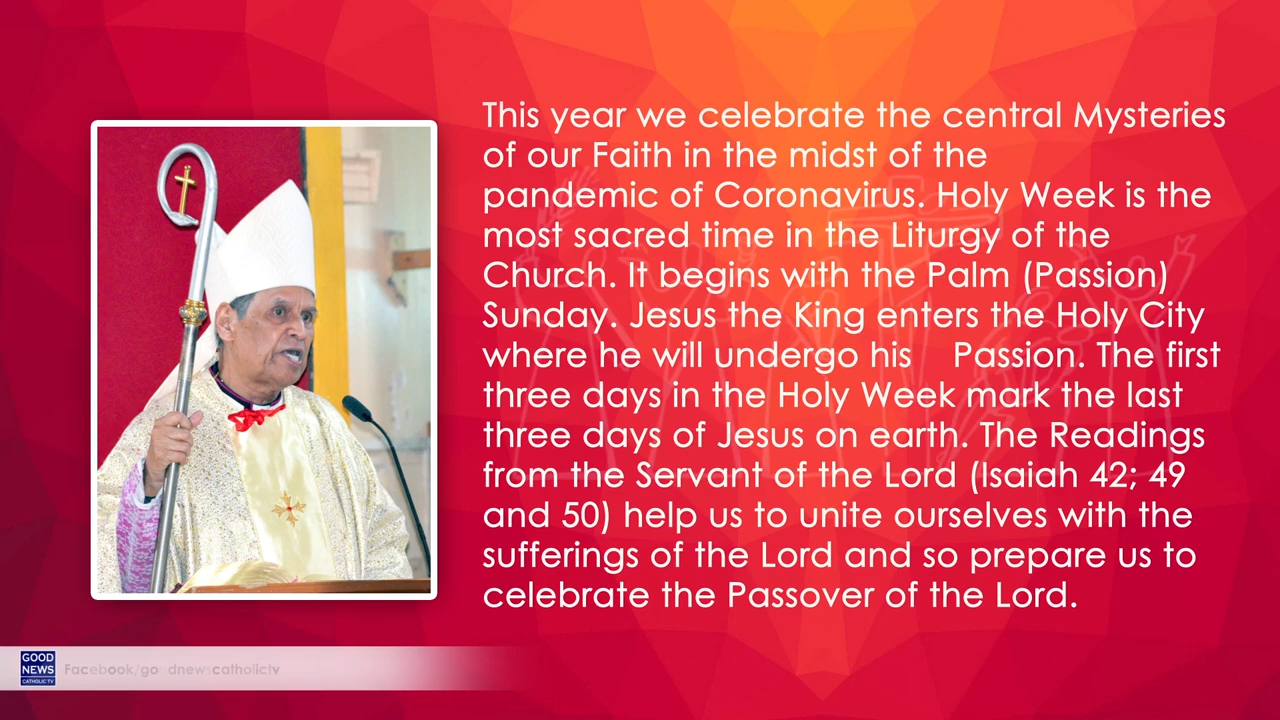 This year we celebrate the central Mysteries
of our Faith in the midst of the
pandemic of Coronavirus. Holy Week is the
most sacred time in the Liturgy of the
Church. It begins with the Palm (Passion)
Sunday. Jesus the King enters the Holy City
where he will undergo his Passion. The first
three days in the Holy Week mark the last
three days of Jesus on earth. The Readings
from the Servant of the Lord (Isaiah 42; 49
and 50) help us to unite ourselves with the
sufferings of the Lord and so prepare us to
celebrate the Passover of the Lord.
GOOD
NEWS
CATHOLIC TV
Facebook/goodnewscatholictv